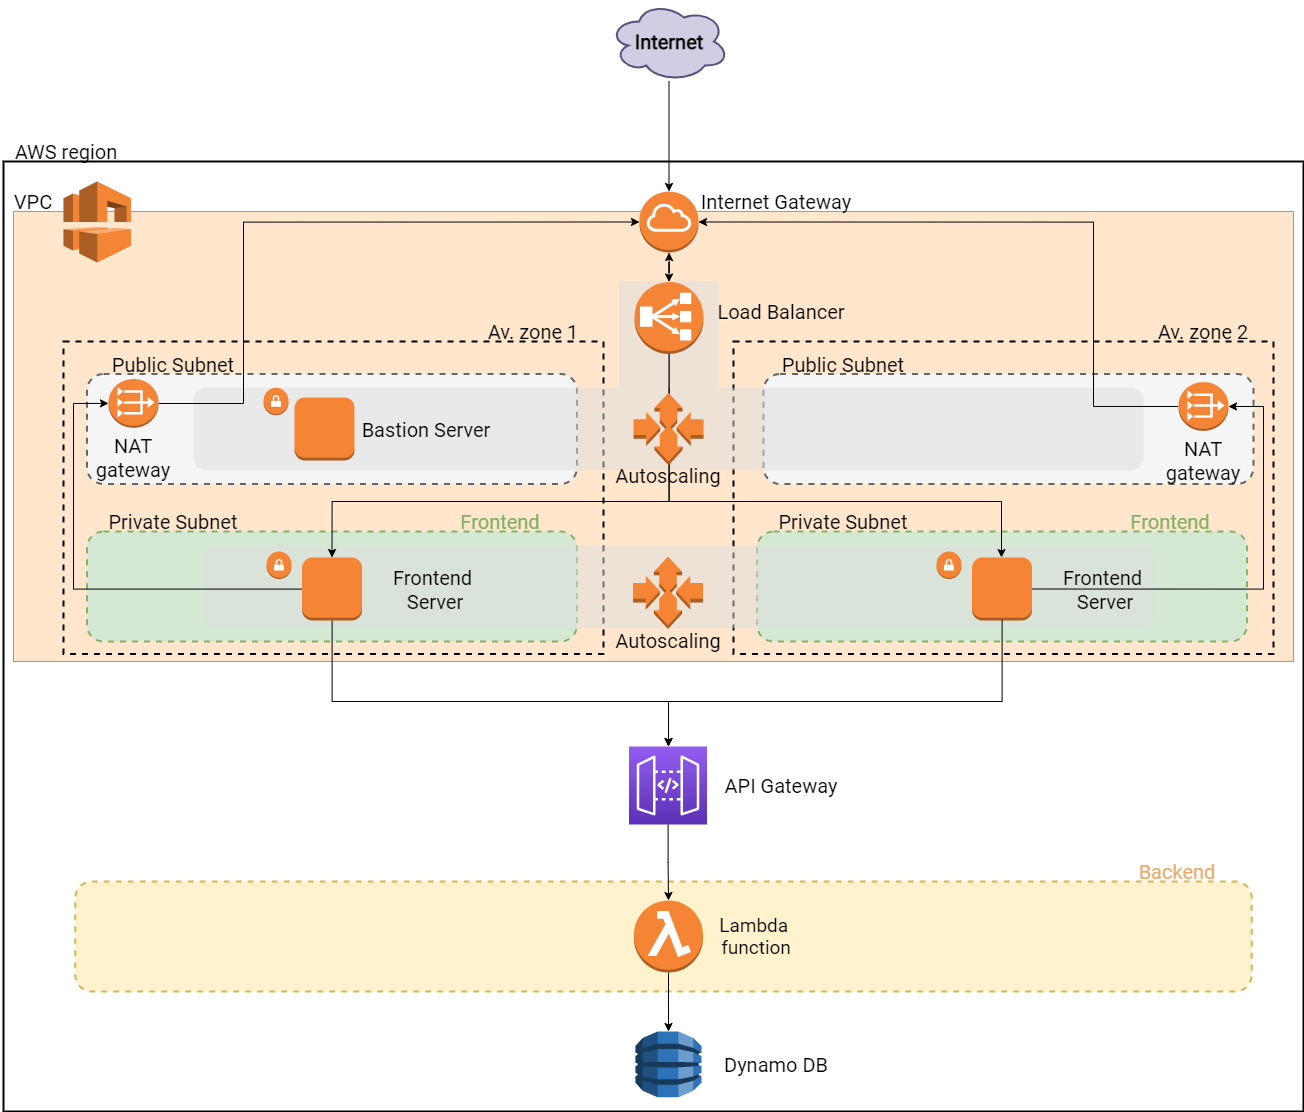 Internet
AWS region
VPC
Internet Gateway
Load Balancer
Av. zone 1
Av. zone 2
Public Subnet
Public Subnet
Bastion Server
NAT
gateway
NAT
gateway
Autoscaling
Private Subnet
Frontend
Private Subnet
Frontend
Frontend
Server
Frontend
Server
Autoscaling
</>
API Gateway
Backend
Lambda
function
Dynamo DB